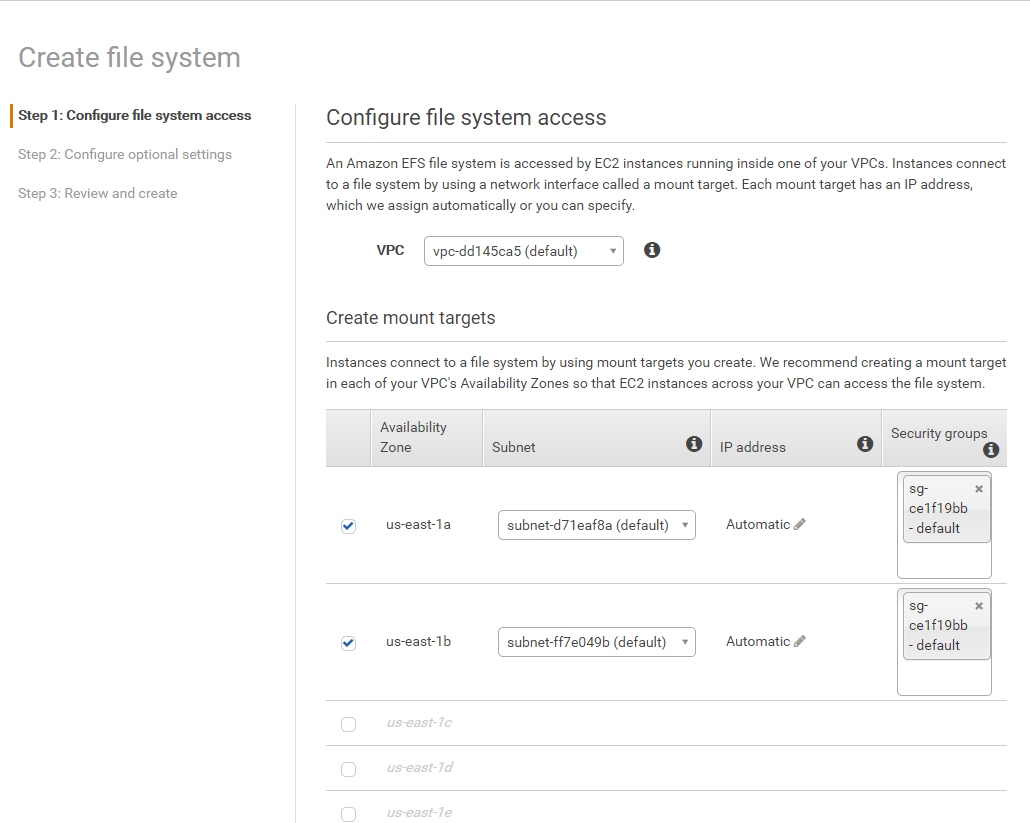 Create file system
Step 1: Configure file system access
Step 2: Configure optional settings
Step 3: Review and create
Configure file system access
An Amazon EFS file system is accessed by EC2 instances running inside one of your VPCs. Instances connect
to a file system by using a network interface called a mount target. Each mount target has an IP address,
which we assign automatically or you can specify.
VPC vpc-dd145ca5 (default)
Create mount targets
Instances connect to a file system by using mount targets you create. We recommend creating a mount target
in each of your VPC's Availability Zones so that EC2 instances across your VPC can access the file system.
Availability
Zone
Subnet
IP address
Security groups
us-east-1a
subnet-d71eaf8a (default)
Automatic
sg-
ce1f19bb
- default
us-east-1b
subnet-ff7e049b (default)
Automatic
sg-
ce1f19bb
- default
us-east-1c
us-east-1d
us-east-1e